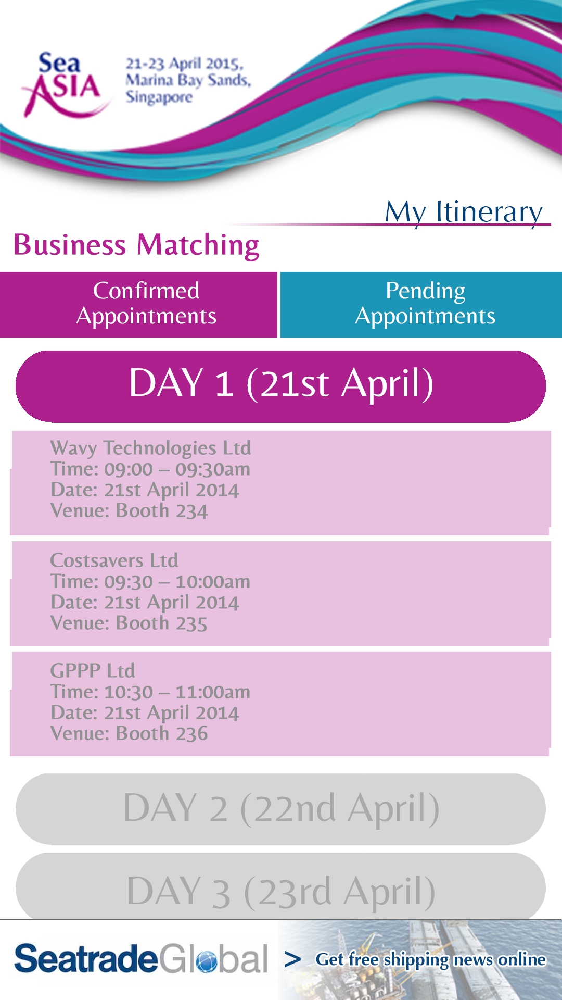 Sea
ASIA
21-23 April 2015,
Marina Bay Sands,
Singapore
My Itinerary
Business Matching
Confirmed
Appointments
Pending
Appointments
DAY 1 (21st April)
Wavy Technologies Ltd
Time: 09:00 – 09:30am
Date: 21st April 2014
Venue: Booth 234
Costsavers Ltd
Time: 09:30 – 10:00am
Date: 21st April 2014
Venue: Booth 235
GPPP Ltd
Time: 10:30 – 11:00am
Date: 21st April 2014
Venue: Booth 236
DAY 2 (22nd April)
DAY 3 (23rd April)
SeatradeGlobal > Get free shipping news online